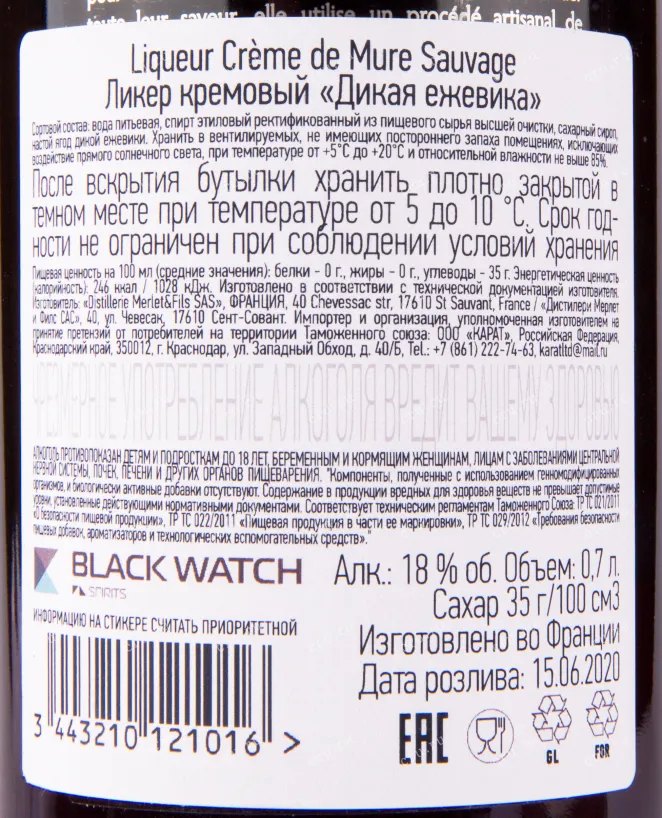 toute leur saveur, elle utilise un procédé artisanal de
Liqueur Crème de Mure Sauvage
Ликер кремовый «Дикая ежевика»
Сортовой состав: вода питьевая, спирт этиловый ректификованный из пищевого сырья высшей очистки, сахарный сироп,
настой ягод дикой ежевики. Хранить в вентилируемых, не имеющих постороннего запаха помещениях, исключающих
воздействие прямого солнечного света, при температуре от +5°С до +20°С и относительной влажности не выше 85%.
После вскрытия бутылки хранить плотно закрытой в
темном месте при температуре от 5 до 10 °С. Срок год-
ности не ограничен при соблюдении условий хранения
Пищевая ценность на 100 мл (средние значения): белки - 0 г., жиры - 0 г., углеводы - 35 г. Энергетическая ценность
(калорийность): 246 ккал / 1028 кДж. Изготовлено в соответствии с технической документацией изготовителя.
Изготовитель: «Distillerie Merlet&Fils SAS», ФРАНЦИЯ, 40 Chevessac str, 17610 St Sauvant, France / «Дистилери Мерлет
и Филс САС», 40, ул. Чевесак, 17610 Сент-Совант. Импортер и организация, уполномоченная изготовителем на
принятие претензий от потребителей на территории Таможенного союза: ООО «КАРАТ», Российская Федерация,
Краснодарский край, 350012, г. Краснодар, ул. Западный Обход, д. 40/Б, Тел.: +7 (861) 222-74-63, karatltd@mail.ru
ЧРЕЗМЕРНОЕ УПОТРЕБЛЕНИЕ АЛКОГОЛЯ ВРЕДИТ ВАШЕМУ ЗДОРОВЬЮ
АЛКОГОЛЬ ПРОТИВОПОКАЗАН ДЕТЯМ И ПОДРОСТКАМ ДО 18 ЛЕТ, БЕРЕМЕННЫМ И КОРМЯЩИМ ЖЕНЩИНАМ, ЛИЦАМ С ЗАБОЛЕВАНИЯМИ ЦЕНТРАЛЬНОЙ
НЕРВНОЙ СИСТЕМЫ, ПОЧЕК, ПЕЧЕНИ И ДРУГИХ ОРГАНОВ ПИЩЕВАРЕНИЯ. "Компоненты, полученные с использованием генномодифицированных
организмов, и биологически активные добавки отсутствуют. Содержание в продукции вредных для здоровья веществ не превышает допустимые
уровни, установленные действующими нормативными документами. Соответствует техническим регламентам Таможенного Союза: ТР ТС 021/2011
«О безопасности пищевой продукции», ТР ТС 022/2011 «Пищевая продукция в части ее маркировки», ТР ТС 029/2012 «Требования безопасности
пищевых добавок, ароматизаторов и технологических вспомогательных средств»."
BLACK WATCH
SPIRITS
Алк.: 18 % об. Объем: 0,7 л.
Сахар 35 г/100 см3
ИНФОРМАЦИЮ НА СТИКЕРЕ СЧИТАТЬ ПРИОРИТЕТНОЙ
Изготовлено во Франции
Дата розлива: 15.06.2020
3 443210 121016 >
EAC
GL
FOR